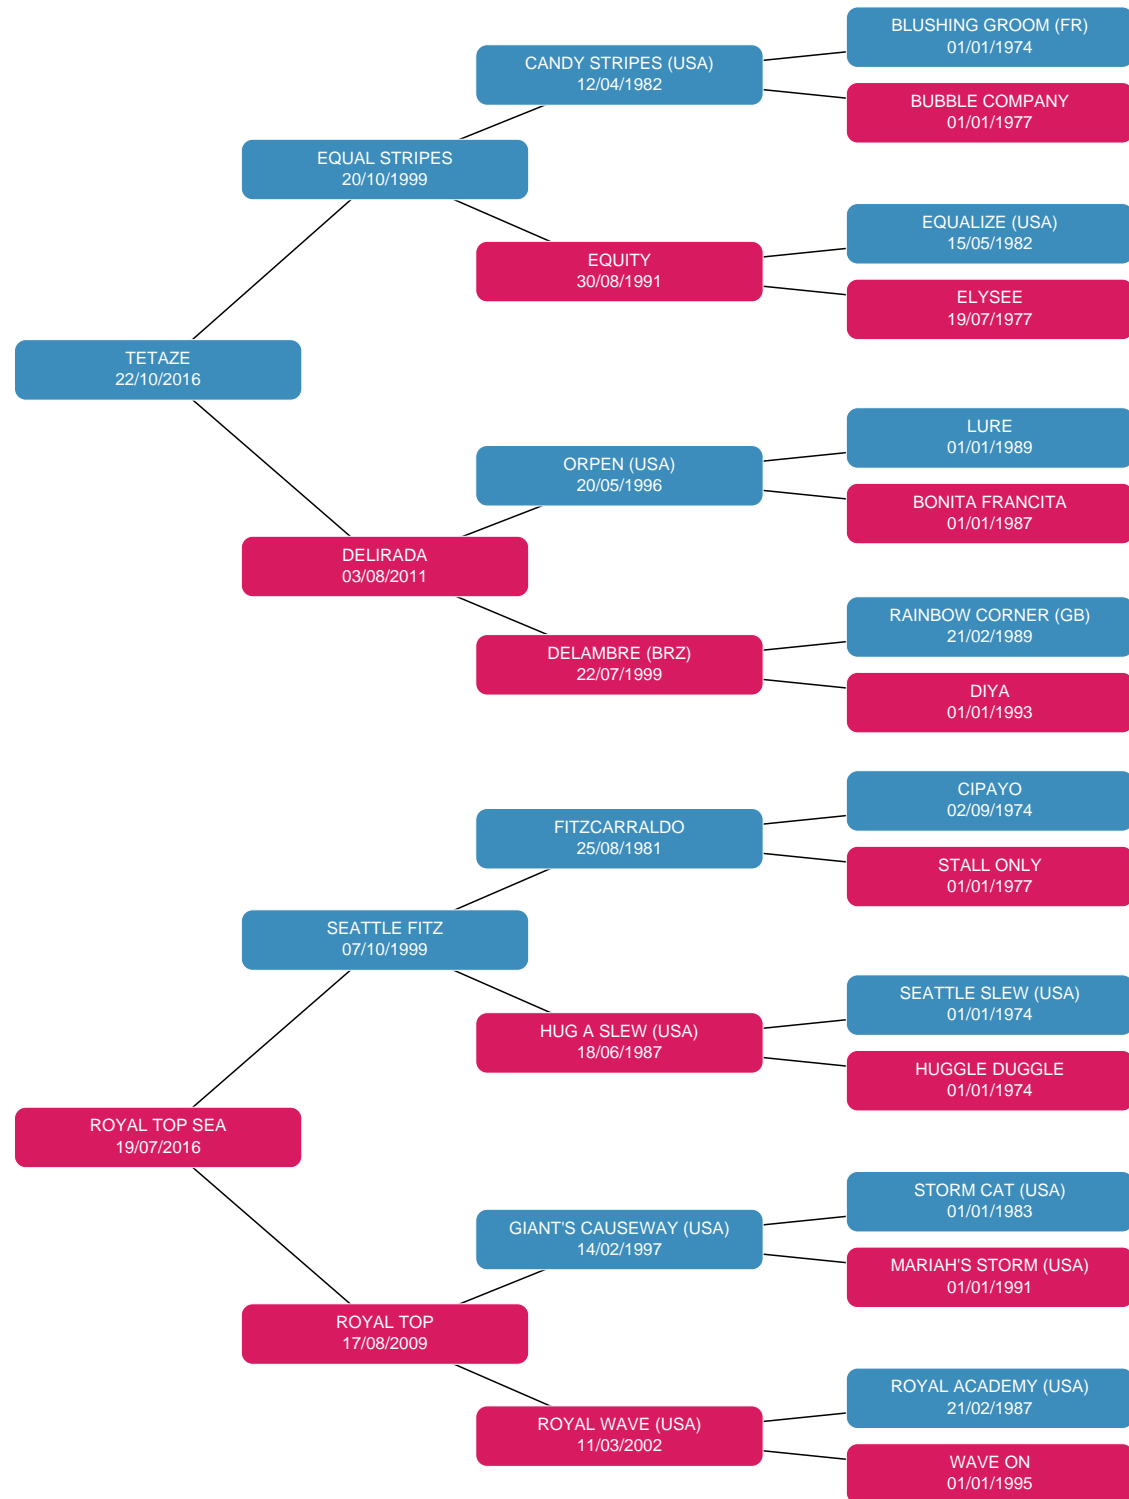 BLUSHING GROOM (FR)
01/01/1974
CANDY STRIPES (USA)
12/04/1982
BUBBLE COMPANY
01/01/1977
EQUAL STRIPES
20/10/1999
EQUALIZE (USA)
15/05/1982
EQUITY
30/08/1991
ELYSEE
19/07/1977
TETAZE
22/10/2016
LURE
01/01/1989
ORPEN (USA)
20/05/1996
BONITA FRANCITA
01/01/1987
DELIRADA
03/08/2011
RAINBOW CORNER (GB)
21/02/1989
DELAMBRE (BRZ)
22/07/1999
DIYA
01/01/1993
CIPAYO
02/09/1974
FITZCARRALDO
25/08/1981
STALL ONLY
01/01/1977
SEATTLE FITZ
07/10/1999
SEATTLE SLEW (USA)
01/01/1974
HUG A SLEW (USA)
18/06/1987
HUGGLE DUGGLE
01/01/1974
ROYAL TOP SEA
19/07/2016
STORM CAT (USA)
01/01/1983
GIANT'S CAUSEWAY (USA)
14/02/1997
MARIAH'S STORM (USA)
01/01/1991
ROYAL TOP
17/08/2009
ROYAL ACADEMY (USA)
21/02/1987
ROYAL WAVE (USA)
11/03/2002
WAVE ON
01/01/1995